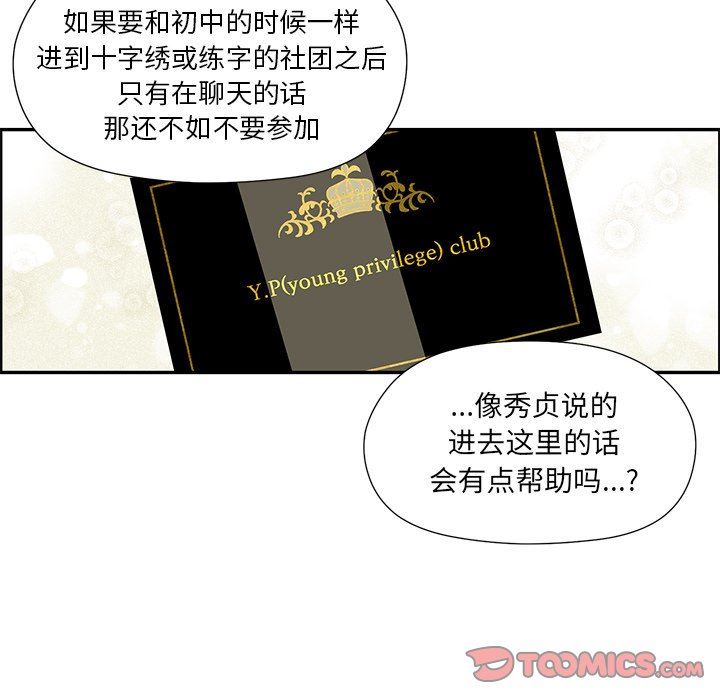 如果要和初中的时候一样
进到十字绣或练字的社团之后
只有在聊天的话
那还不如不要参加
Y.P(young privilege) club
...像秀贞说的
进去这里的话
会有点帮助吗...?
TOOMICS.COM